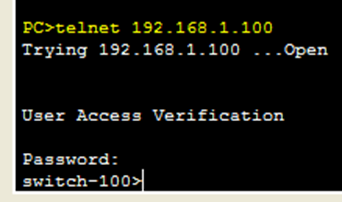 PC>telnet 192.168.1.100
Trying 192.168.1.100 ...Open
User Access Verification
Password:
switch-100>